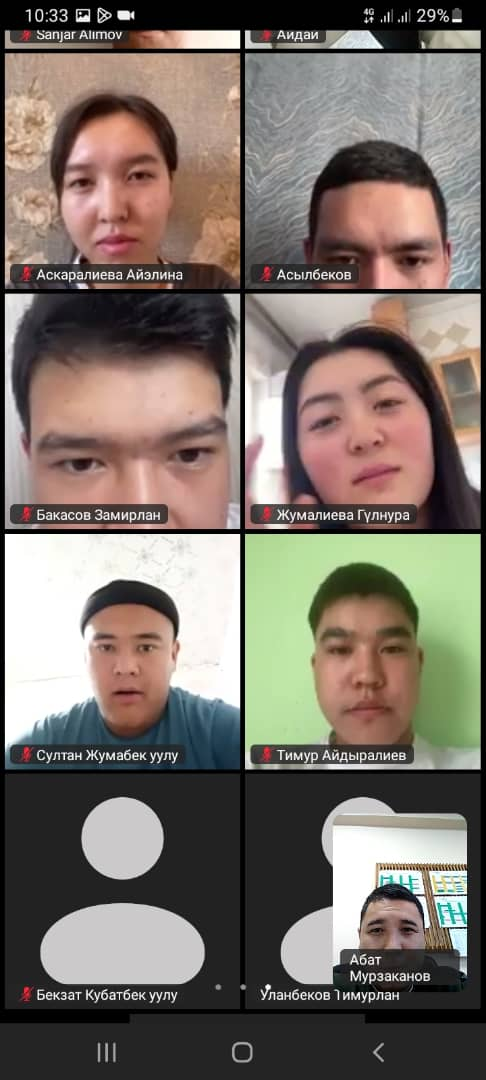 10:33
4G
29%
Sanjar Alimov
Айдай
Аскаралиева Айэлина
Асылбеков
Бакасов Замирлан
Жумалиева Гүлнура
Султан Жумабек уулу
Тимур Айдыралиев
Абат
Мурзаканов
Бекзат Кубатбек уулу
Уланбеков Тимурлан